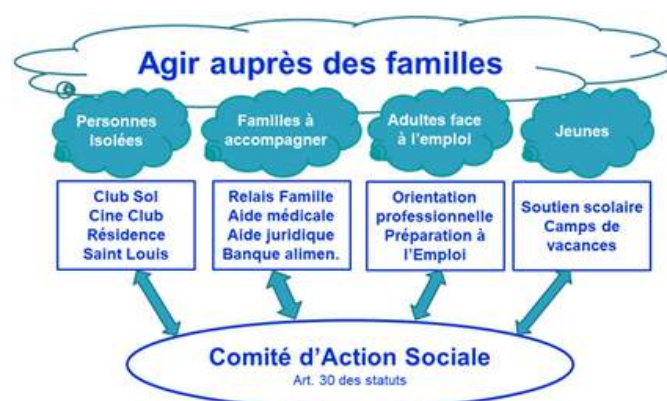 Agir auprès des familles
Personnes
Isolées
Familles à
accompagner
Adultes face
à l'emploi
Jeunes
Club Sol
Cine Club
Résidence
Saint Louis
Relais Famille
Aide médicale
Aide juridique
Banque alimen.
Orientation
professionnelle
Préparation à
l'Emploi
Soutien scolaire
Camps de
vacances
Comité d'Action Sociale
Art. 30 des statuts